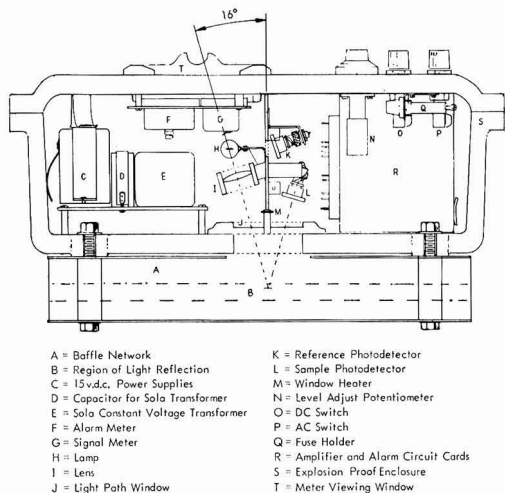 16°
T
F
G
Q
O
P
S
H
K
N
C
D
E
I
L
R
M
J
A
B
A = Baffle Network
B = Region of Light Reflection
C = 15 v.d.c. Power Supplies
D = Capacitor for Sola Transformer
E = Sola Constant Voltage Transformer
F = Alarm Meter
G = Signal Meter
H = Lamp
I = Lens
J = Light Path Window
K = Reference Photodetector
L = Sample Photodetector
M = Window Heater
N = Level Adjust Potentiometer
O = DC Switch
P = AC Switch
Q = Fuse Holder
R = Amplifier and Alarm Circuit Cards
S = Explosion Proof Enclosure
T = Meter Viewing Window